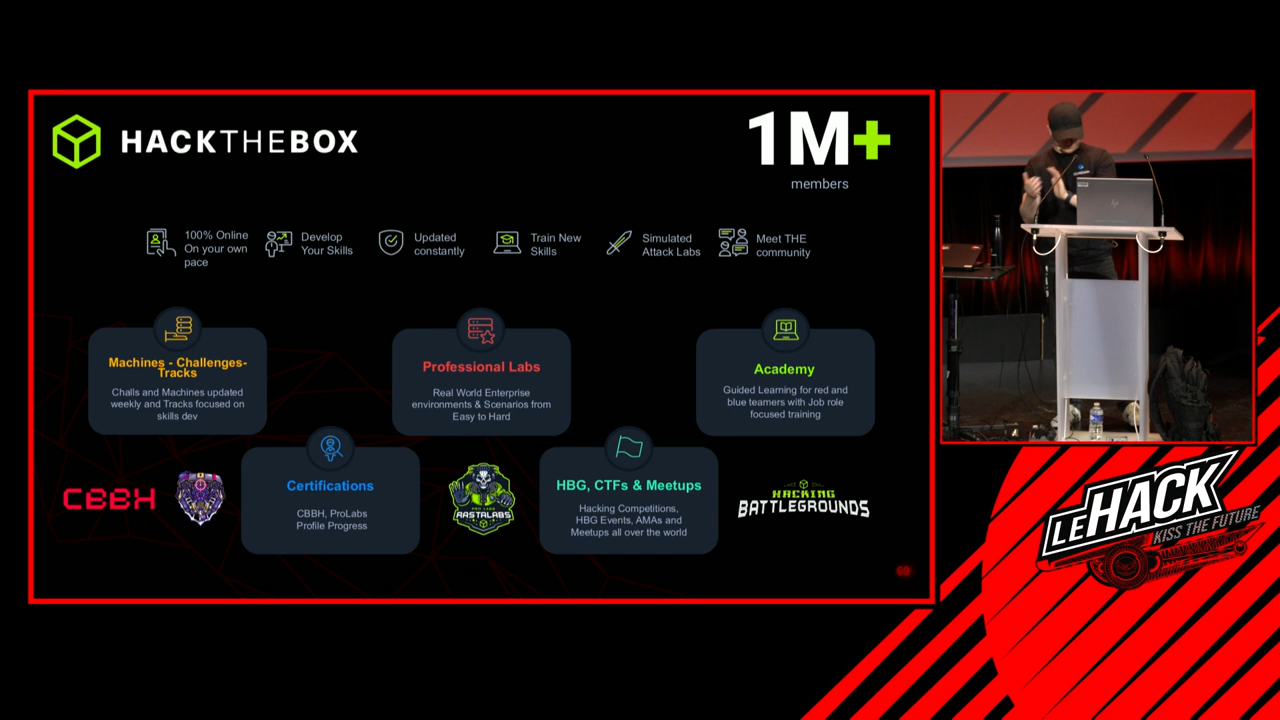 HACKTHEBOX
1M+
members
100% Online
On your own
pace
Develop
Your Skills
Updated
constantly
Train New
Skills
Simulated
Attack Labs
Meet THE
community
Machines - Challenges-
Tracks
Challs and Machines updated
weekly and Tracks focused on
skills dev
Professional Labs
Real World Enterprise
environments & Scenarios from
Easy to Hard
Academy
Guided Learning for red and
blue teamers with Job role
focused training
CBBH
Certifications
CBBH, ProLabs
Profile Progress
PRO LABS
RASTALABS
HBG, CTFs & Meetups
Hacking Competitions,
HBG Events, AMAs and
Meetups all over the world
HACKING
BATTLEGROUNDS
LEHACK
KISS THE FUTURE